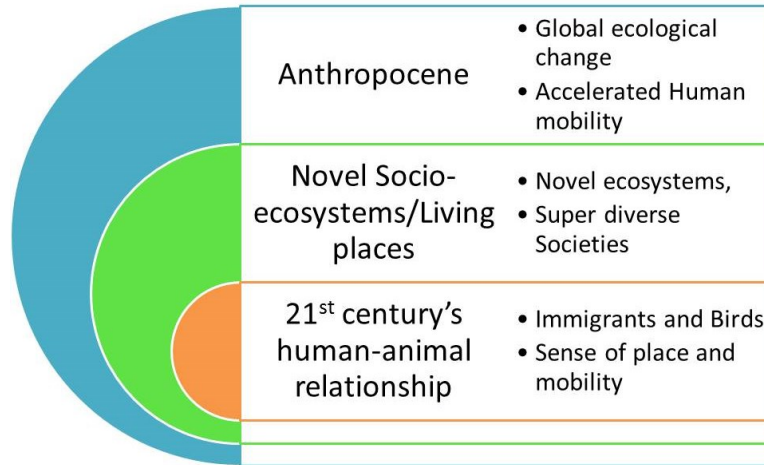 Anthropocene
• Global ecological
change
• Accelerated Human
mobility
Novel Socio-
ecosystems/Living
places
• Novel ecosystems,
• Super diverse
Societies
21st century’s
human-animal
relationship
• Immigrants and Birds
• Sense of place and
mobility